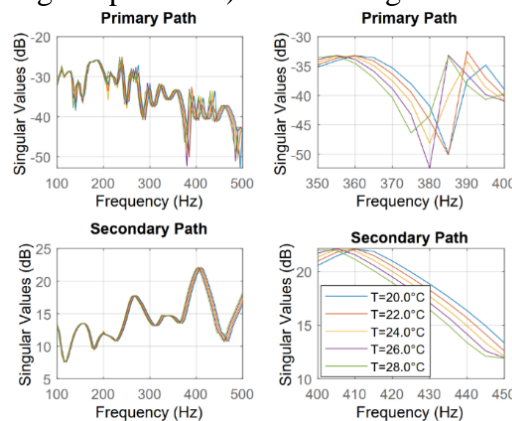 Primary Path
Singular Values (dB)
-20
-30
-40
-50
100 200 300 400 500
Frequency (Hz)
Primary Path
Singular Values (dB)
-35
-40
-45
-50
350 360 370 380 390 400
Frequency (Hz)
Secondary Path
Singular Values (dB)
25
20
15
10
5
100 200 300 400 500
Frequency (Hz)
Secondary Path
Singular Values (dB)
20
15
10
400 410 420 430 440 450
Frequency (Hz)
T=20.0°C
T=22.0°C
T=24.0°C
T=26.0°C
T=28.0°C